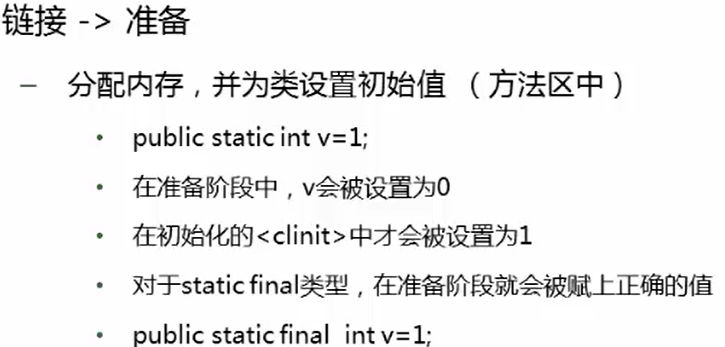 链接 -> 准备
– 分配内存，并为类设置初始值 （方法区中）
• public static int v=1;
• 在准备阶段中，v会被设置为0
• 在初始化的<clinit>中才会被设置为1
• 对于static final类型，在准备阶段就会被赋上正确的值
• public static final  int v=1;